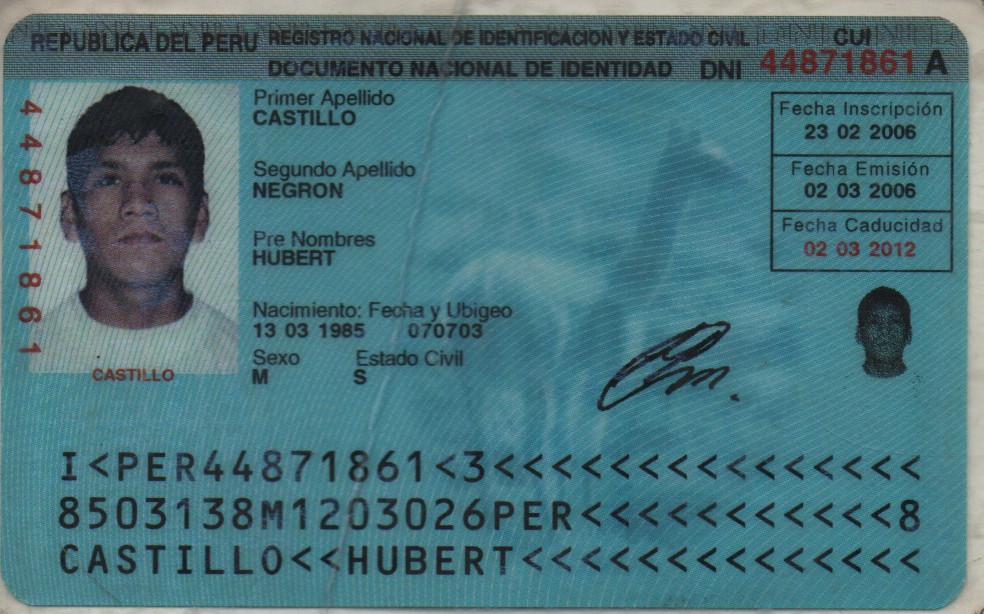 REPUBLICA DEL PERU REGISTRO NACIONAL DE IDENTIFICACION Y ESTADO CIVIL CUI
DOCUMENTO NACIONAL DE IDENTIDAD DNI 44871861 A
44871861
Primer Apellido
CASTILLO
Segundo Apellido
NEGRON
Pre Nombres
HUBERT
Nacimiento: Fecha y Ubigeo
13 03 1985 070703
Sexo Estado Civil
M S
CASTILLO
Fecha Inscripción
23 02 2006
Fecha Emisión
02 03 2006
Fecha Caducidad
02 03 2012
I<PER44871861<3<<<<<<<<<<<<<<<
8503138M1203026PER<<<<<<<<<<<8
CASTILLO<<HUBERT<<<<<<<<<<<<<<